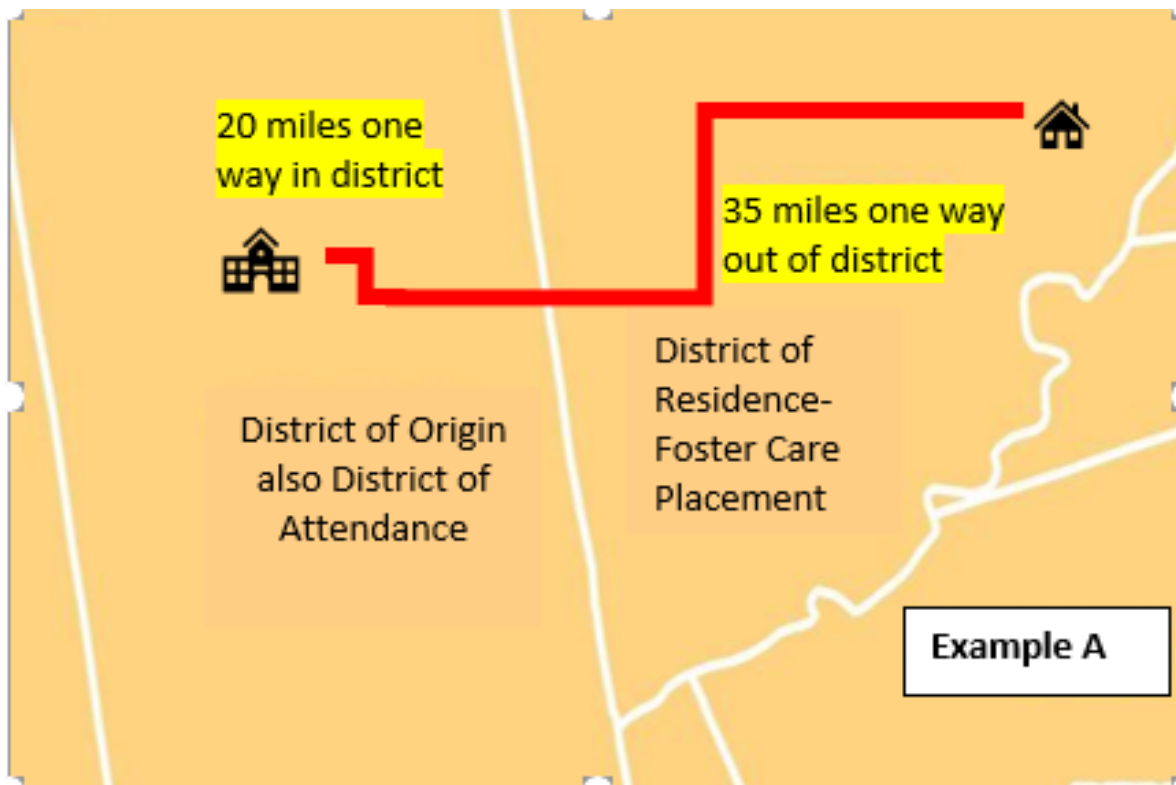 20 miles one
way in district
35 miles one way
out of district
District of
Residence-
Foster Care
Placement
District of Origin
also District of
Attendance
Example A